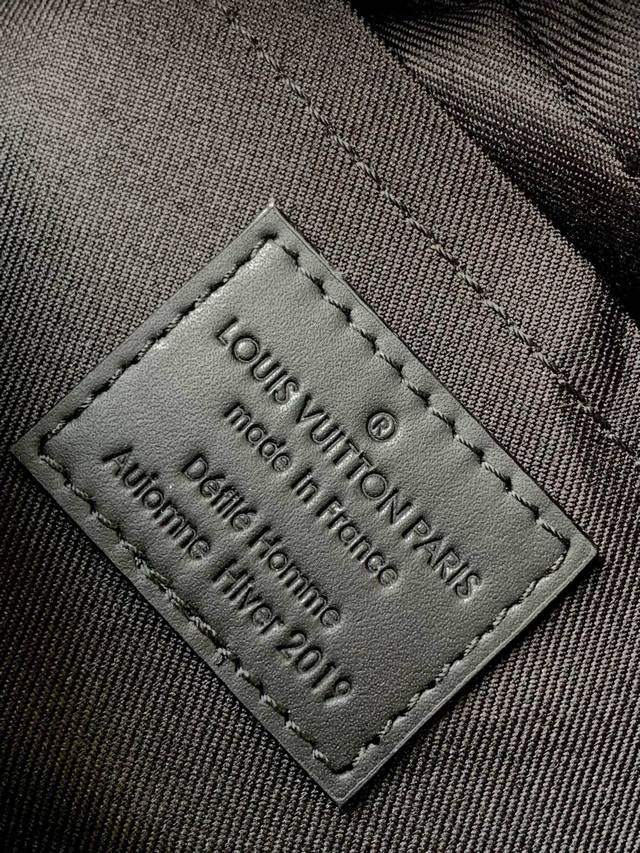 ®
LOUIS VUITTON PARIS
made in France
Défilé Homme
Automne Hiver 2019